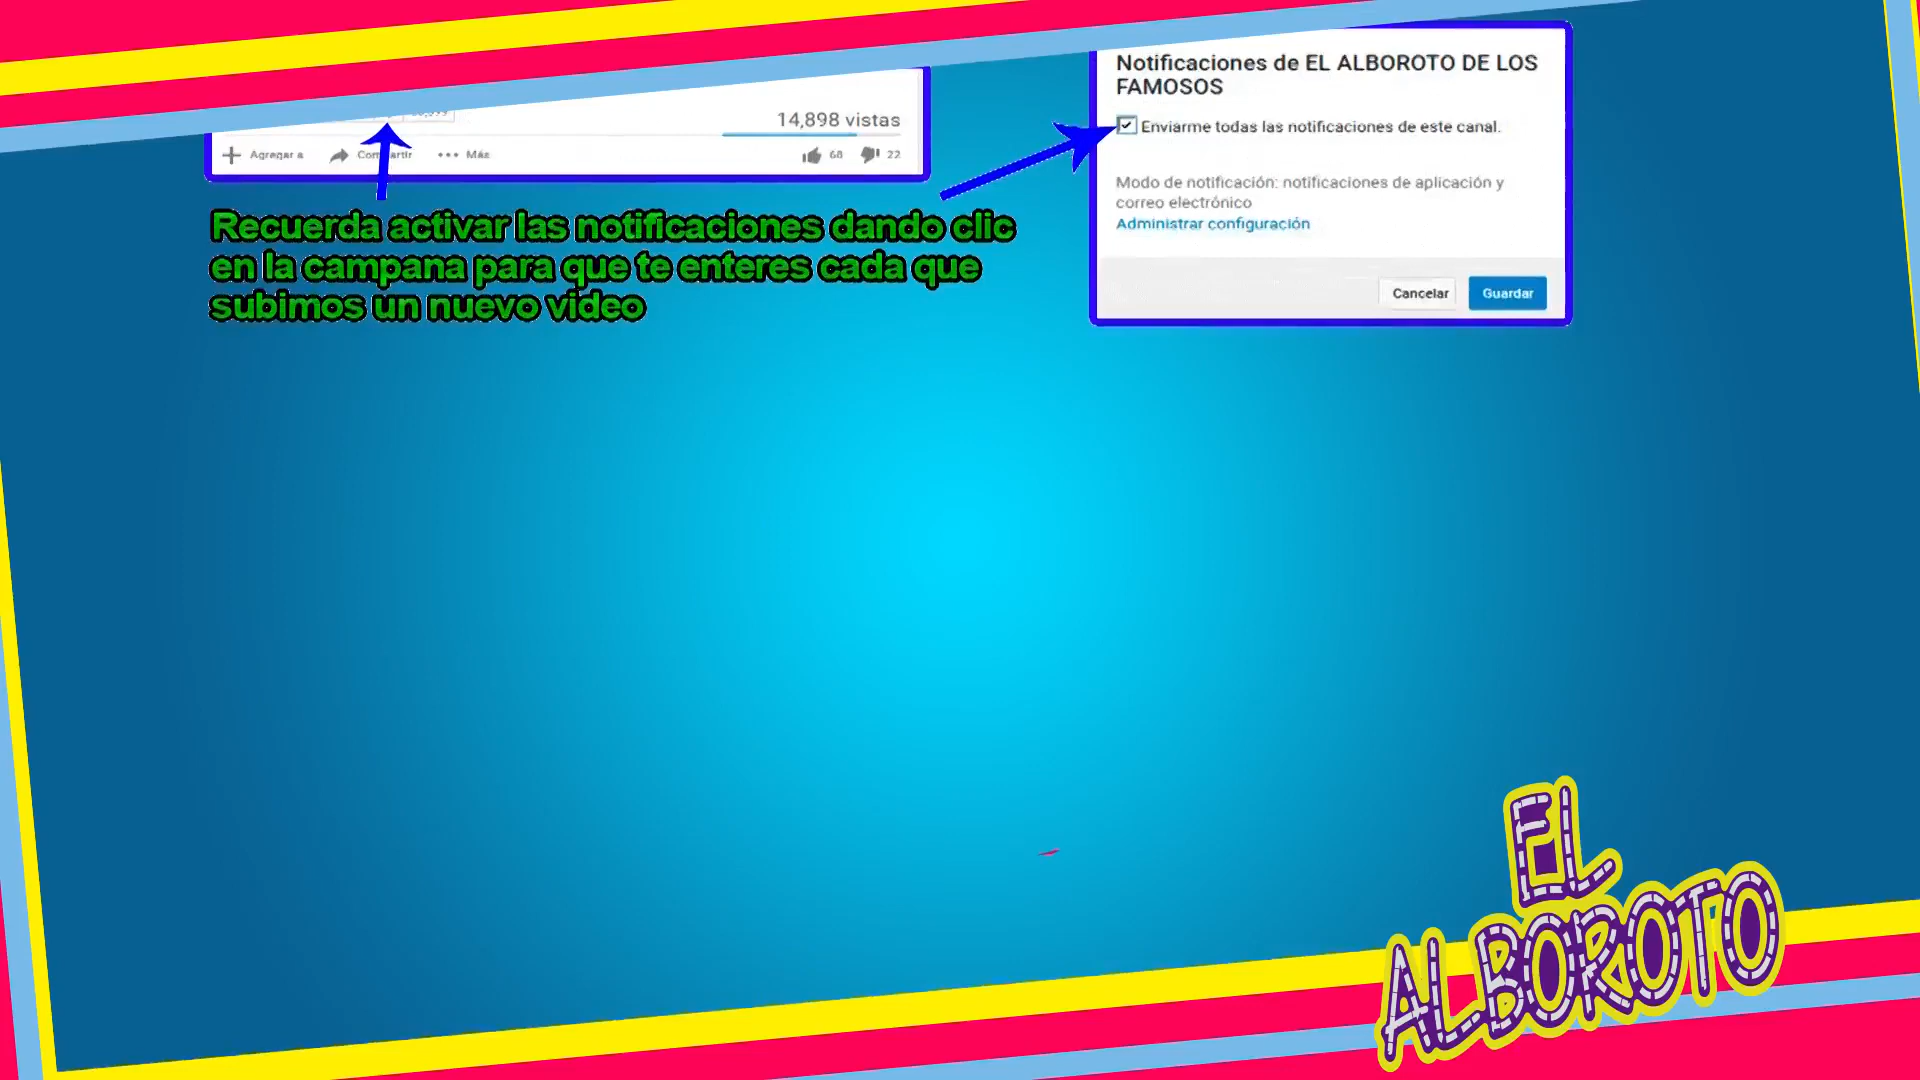 14,898 vistas
Agregar a Compartir Más 68 22
Recuerda activar las notificaciones dando clic
en la campana para que te enteres cada que
subimos un nuevo video
Notificaciones de EL ALBOROTO DE LOS
FAMOSOS
Enviarme todas las notificaciones de este canal.
Modo de notificación: notificaciones de aplicación y
correo electrónico
Administrar configuración
Cancelar Guardar
EL
ALBOROTO